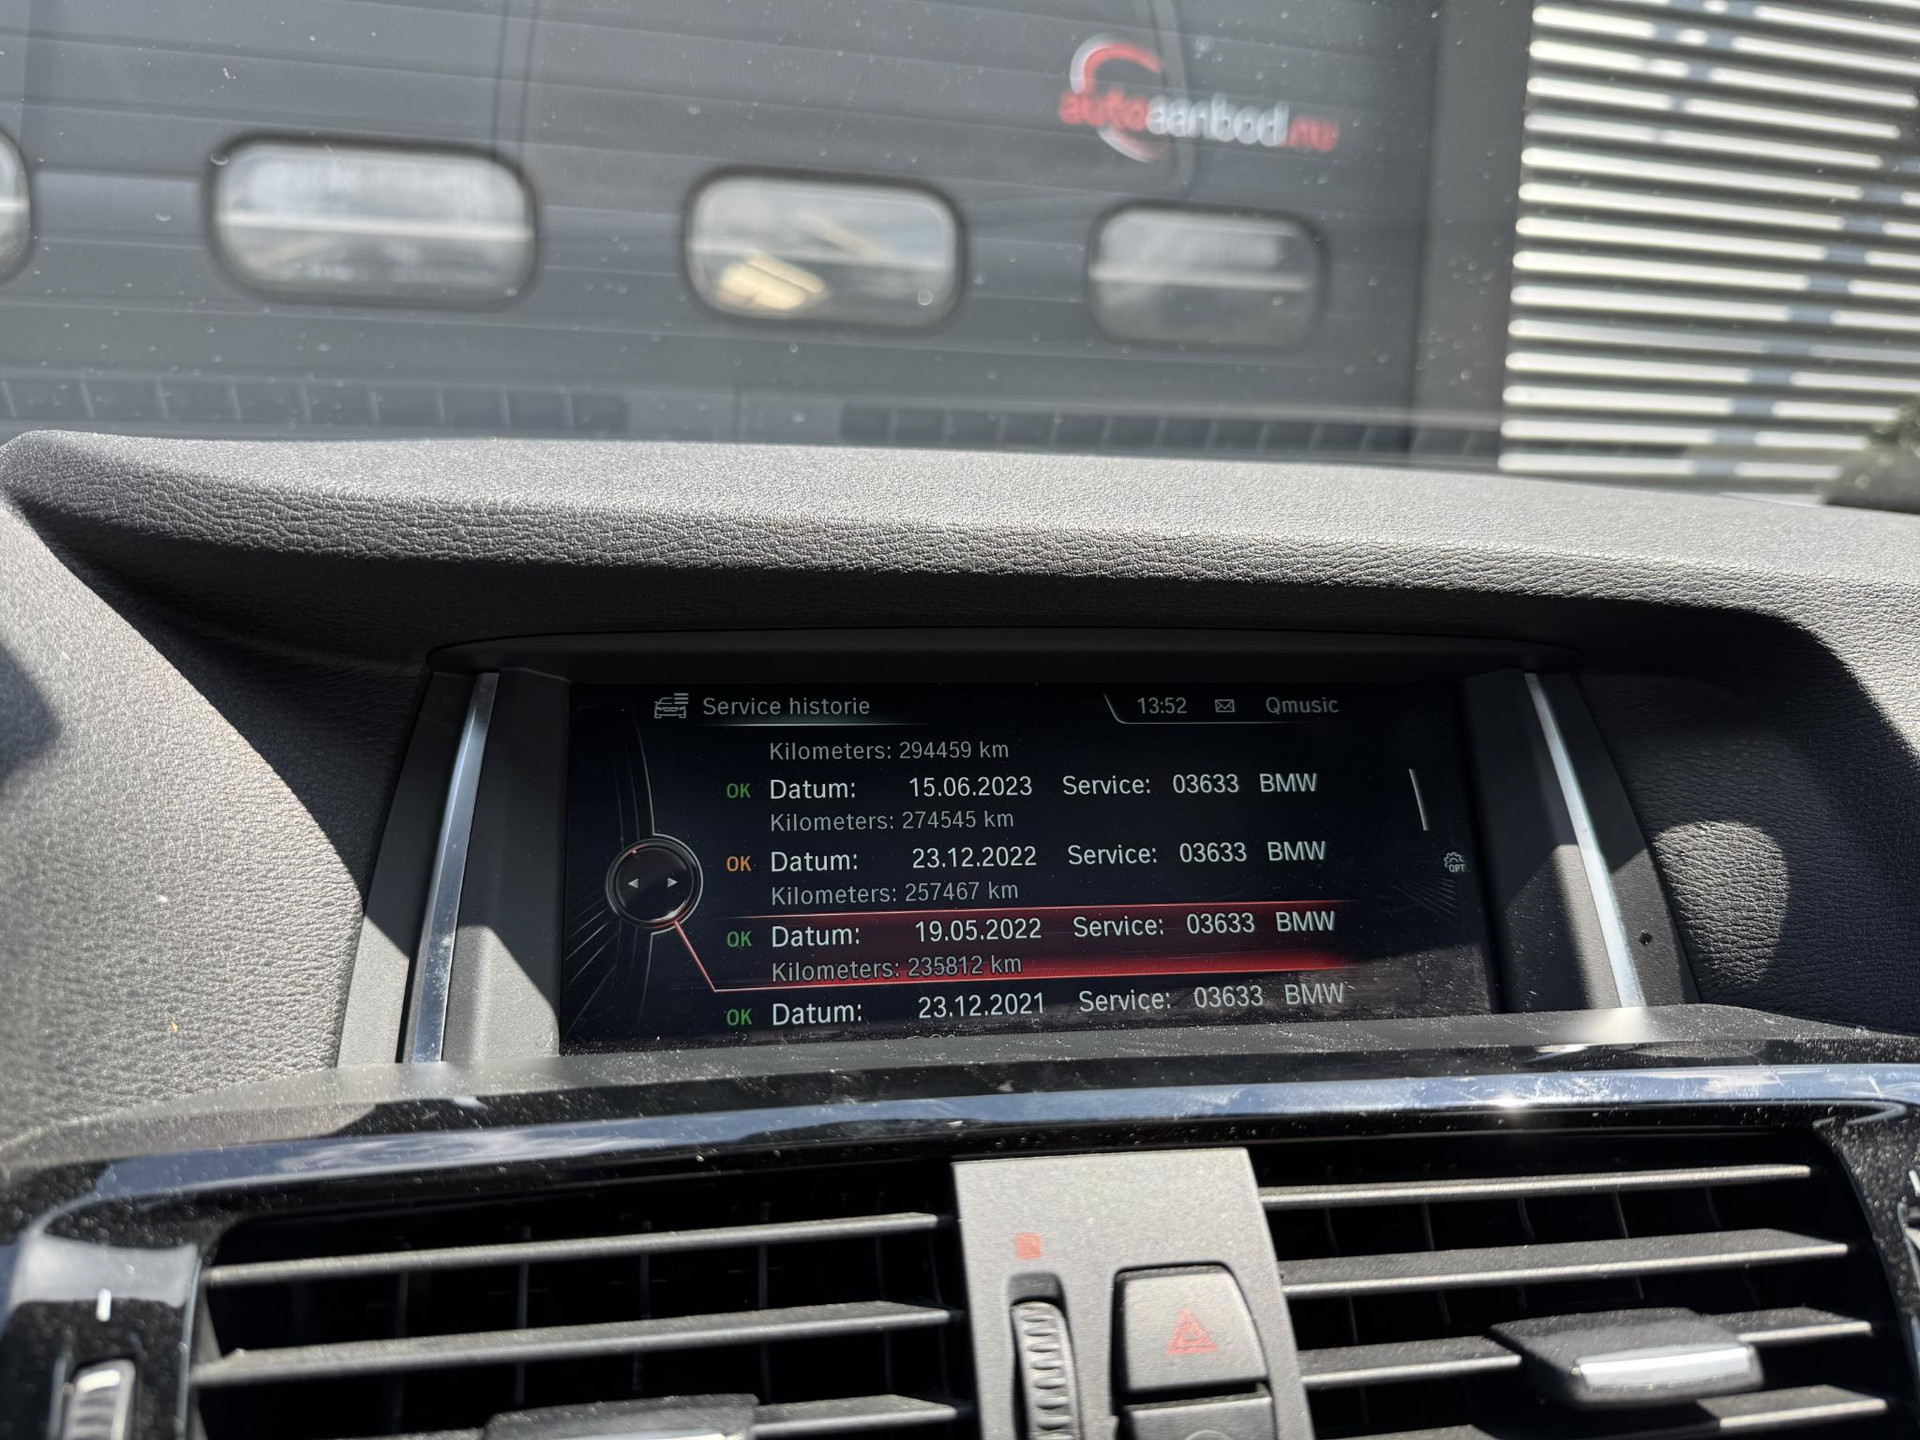 autoaanbod.nu
Service historie 13:52 Qmusic
Kilometers: 294459 km
OK Datum: 15.06.2023 Service: 03633 BMW
Kilometers: 274545 km
OK Datum: 23.12.2022 Service: 03633 BMW
Kilometers: 257467 km
OPT
OK Datum: 19.05.2022 Service: 03633 BMW
Kilometers: 235812 km
OK Datum: 23.12.2021 Service: 03633 BMW